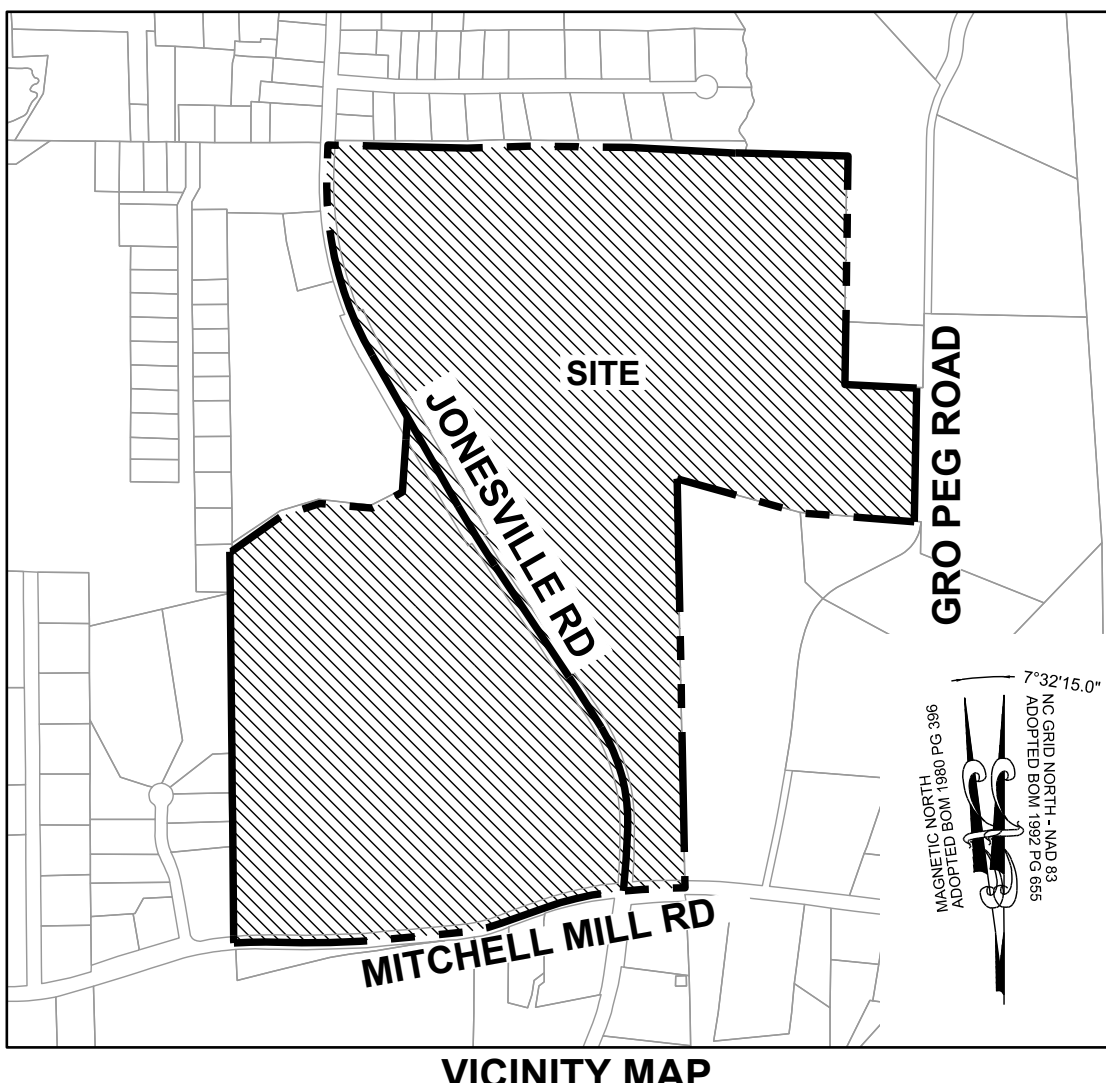 SITE
JONESVILLE RD
GRO PEG ROAD
7°32'15.0"
NC GRID NORTH - NAD 83
ADOPTED BOM 1992 PG 655
MAGNETIC NORTH
ADOPTED BOM 1980 PG 396
MITCHELL MILL RD
VICINITY MAP